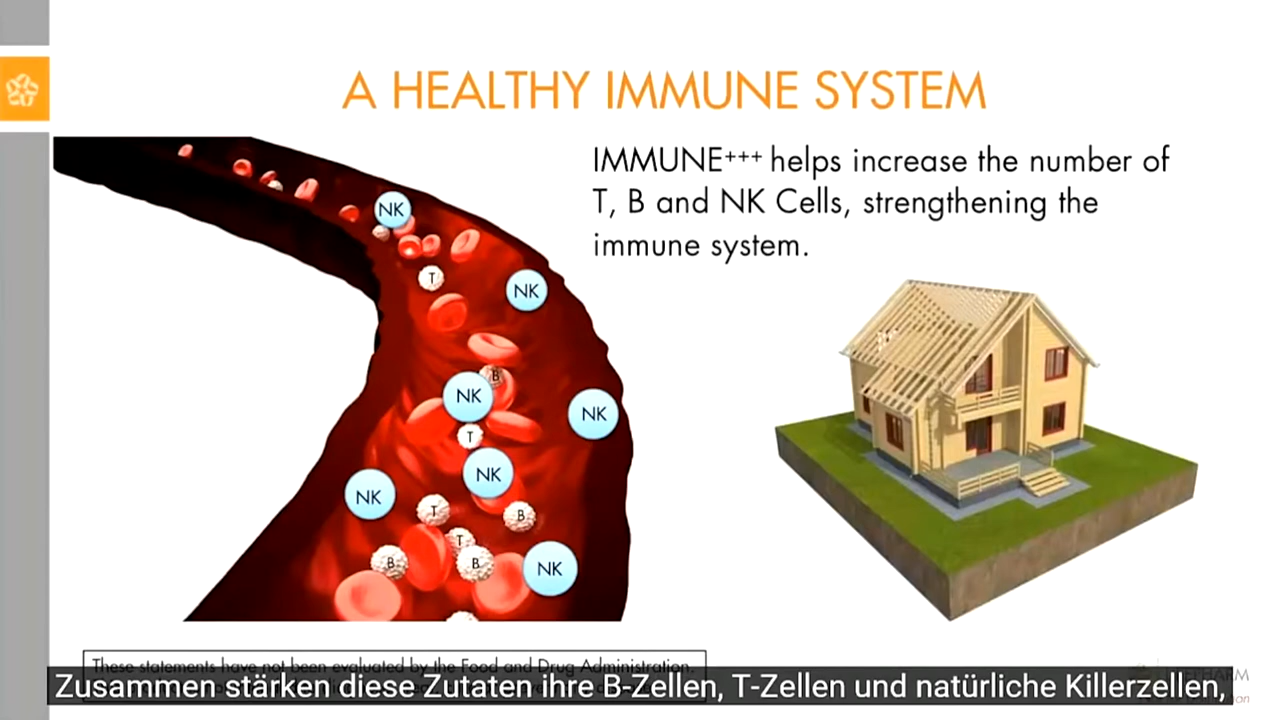 A HEALTHY IMMUNE SYSTEM
IMMUNE+++ helps increase the number of
T, B and NK Cells, strengthening the
immune system.
NK
T
NK
B
NK
NK
T
NK
NK
T
B
T
B
B
NK
These statements have not been evaluated by the Food and Drug Administration.
Zusammen stärken diese Zutaten ihre B-Zellen, T-Zellen und natürliche Killerzellen,